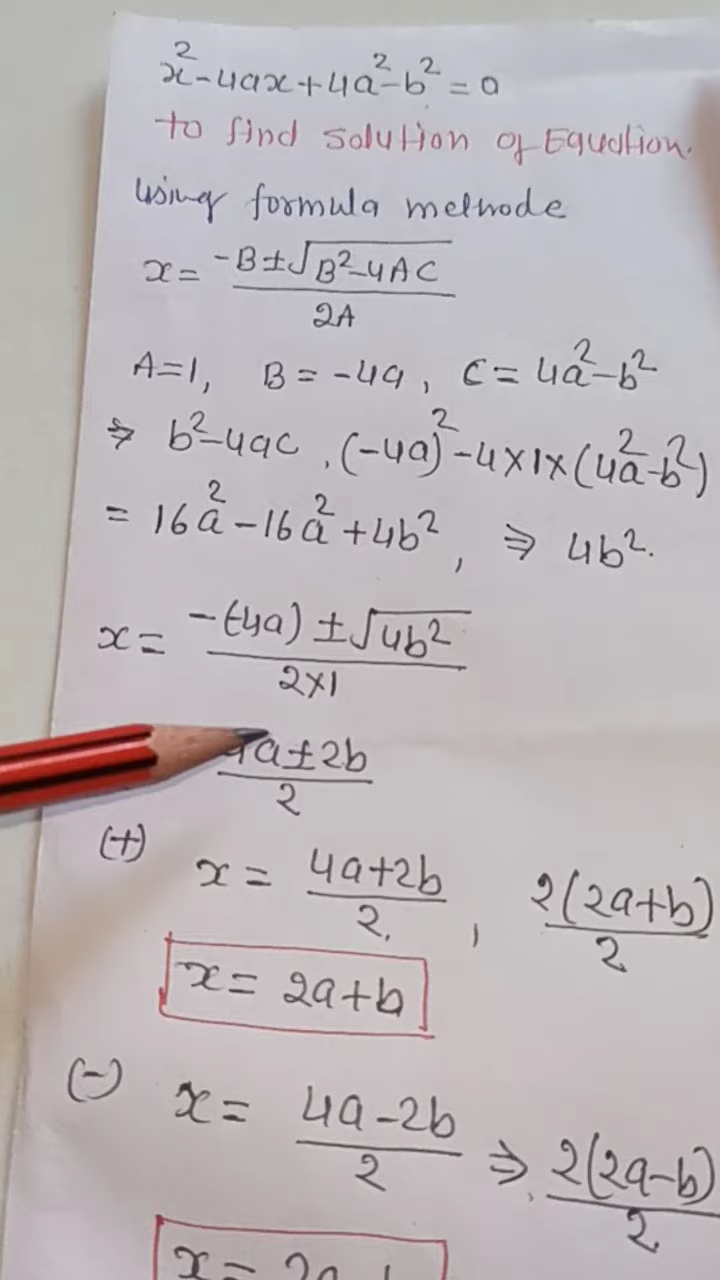 x²-4ax+4a²-b²=0
to find solution of Equation.
Using formula methode
x= -B±√B²-4AC / 2A
A=1, B=-4a, C=4a²-b²
⇒ b²-4ac, (-4a)²-4×1×(4a²-b²)
= 16a²-16a²+4b², ⇒ 4b².
x= -(-4a)±√4b² / 2×1
4a±2b / 2
(+) x= 4a+2b / 2, 2(2a+b) / 2
x= 2a+b
(-) x= 4a-2b / 2 ⇒ 2(2a-b) / 2
x=